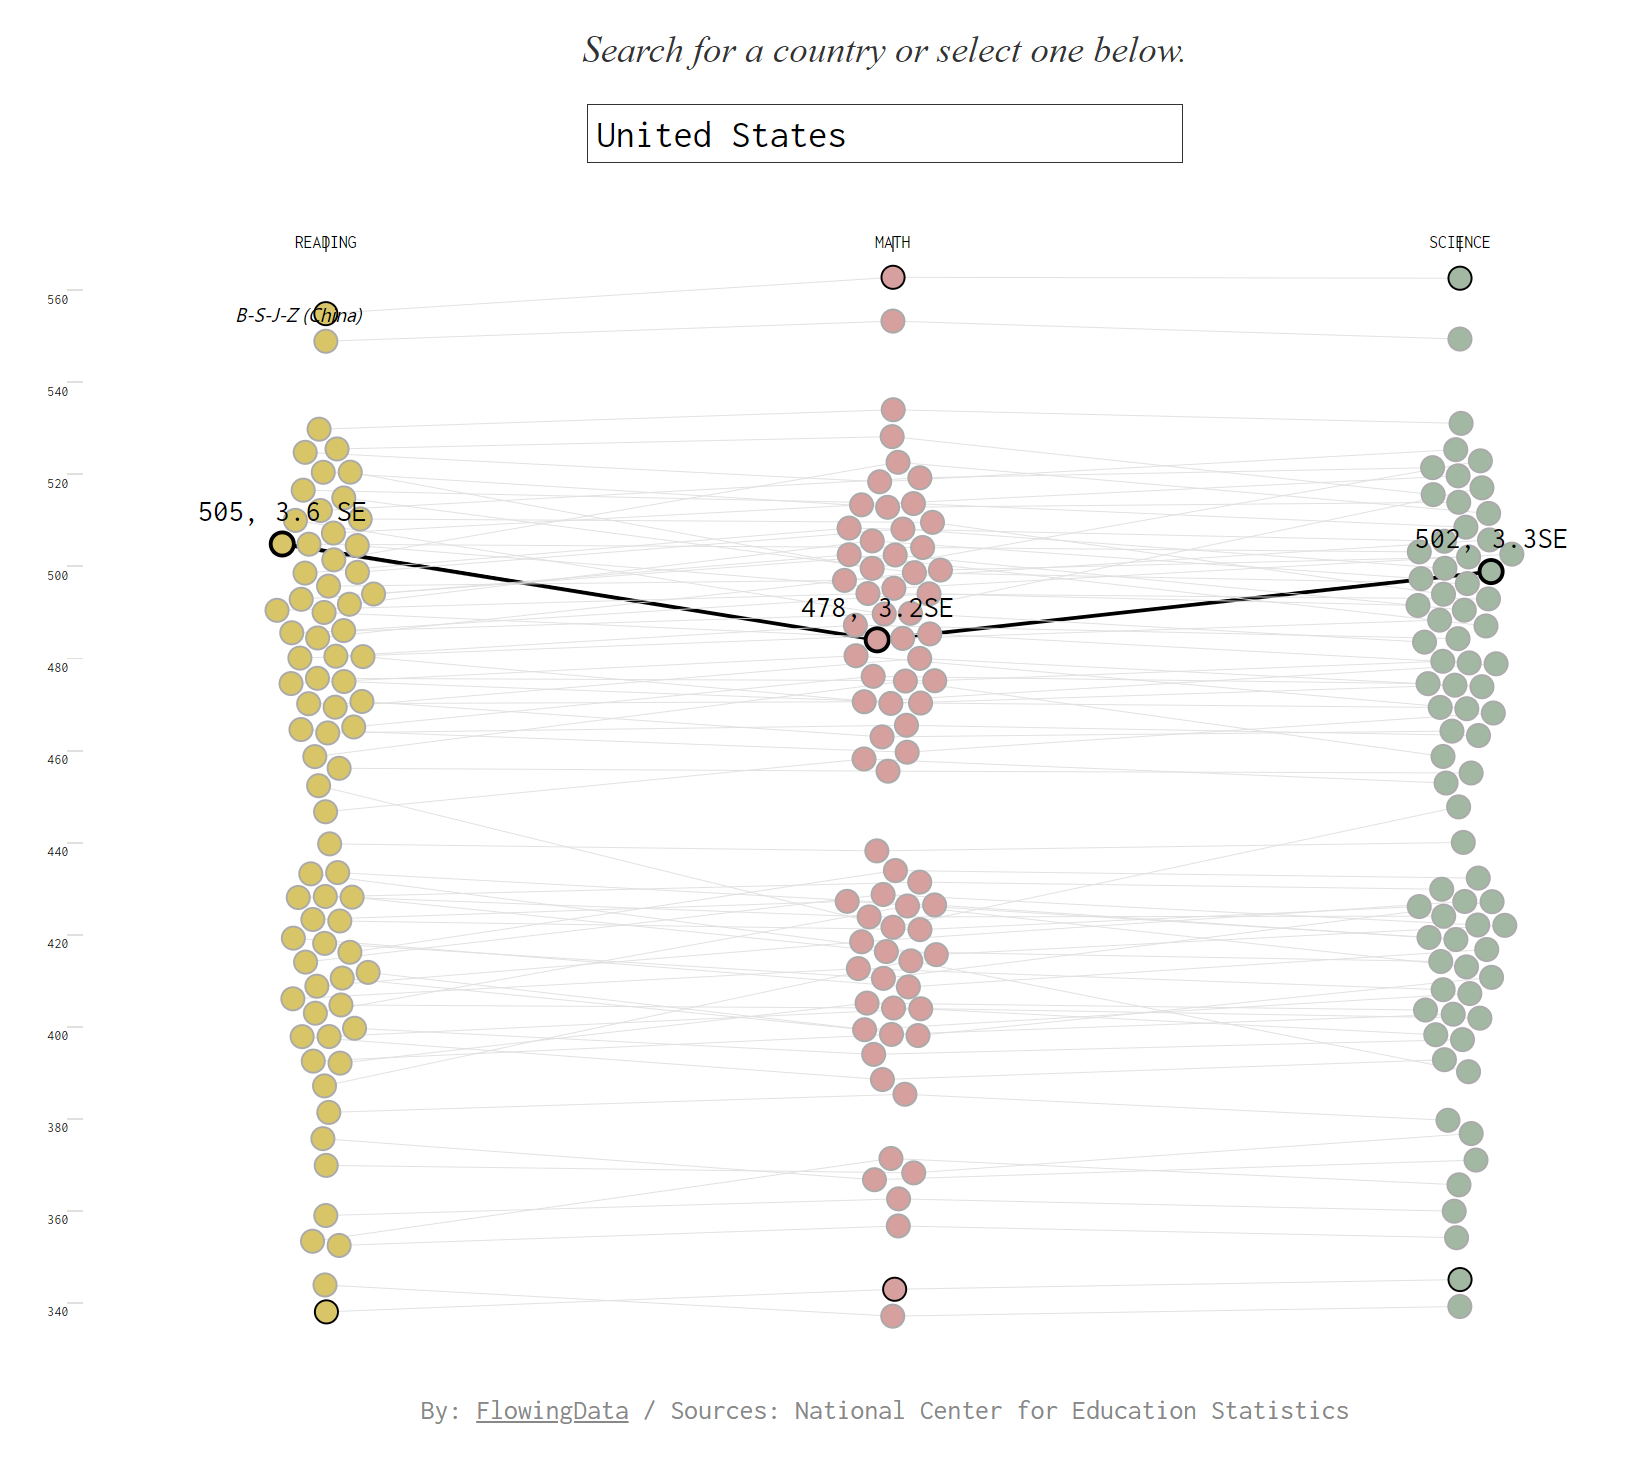 Search for a country or select one below.
United States
READING MATH SCIENCE
560
B-S-J-Z (China)
540
520
505, 3.6 SE
502, 3.3SE
500
478, 3.2SE
480
460
440
420
400
380
360
340
By: FlowingData / Sources: National Center for Education Statistics